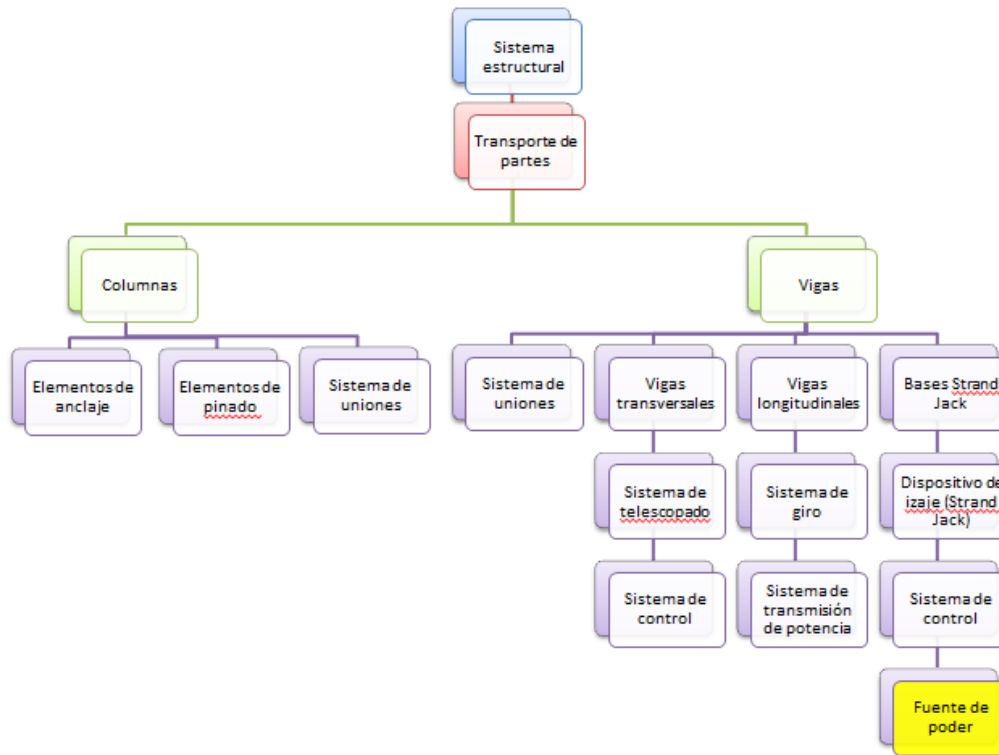 Sistema
estructural
Transporte de
partes
Columnas
Vigas
Elementos de
anclaje
Elementos de
pinado
Sistema de
uniones
Sistema de
uniones
Vigas
transversales
Vigas
longitudinales
Bases Strand
Jack
Sistema de
telescopado
Sistema de
giro
Dispositivo de
izaje (Strand
Jack)
Sistema de
control
Sistema de
transmisión
de potencia
Sistema de
control
Fuente de
poder